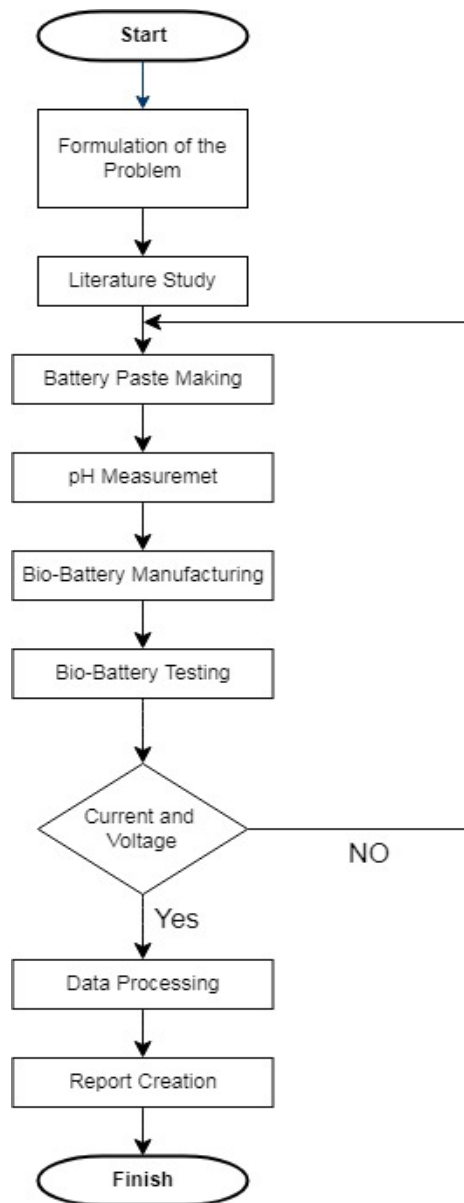 Start
Formulation of the
Problem
Literature Study
Battery Paste Making
pH Measuremet
Bio-Battery Manufacturing
Bio-Battery Testing
Current and
Voltage
NO
Yes
Data Processing
Report Creation
Finish